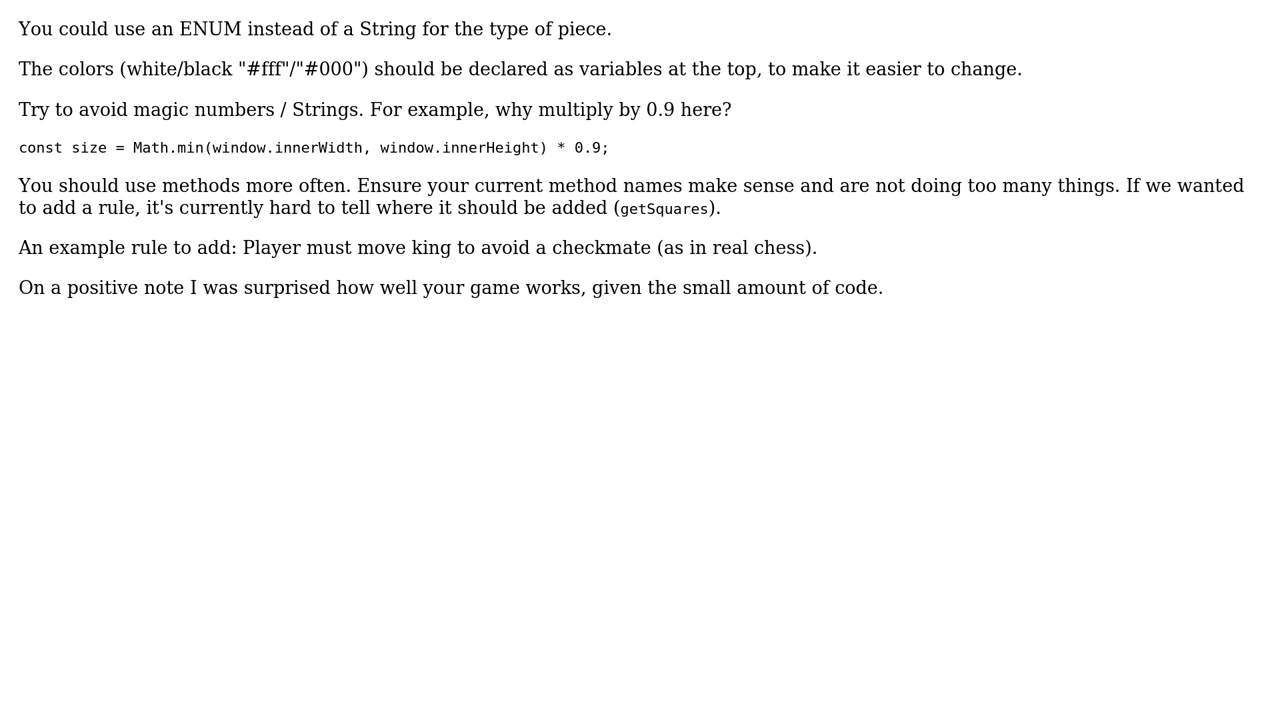 You could use an ENUM instead of a String for the type of piece.
The colors (white/black "#fff"/"#000") should be declared as variables at the top, to make it easier to change.
Try to avoid magic numbers / Strings. For example, why multiply by 0.9 here?
const size = Math.min(window.innerWidth, window.innerHeight) * 0.9;
You should use methods more often. Ensure your current method names make sense and are not doing too many things. If we wanted
to add a rule, it's currently hard to tell where it should be added (getSquares).
An example rule to add: Player must move king to avoid a checkmate (as in real chess).
On a positive note I was surprised how well your game works, given the small amount of code.